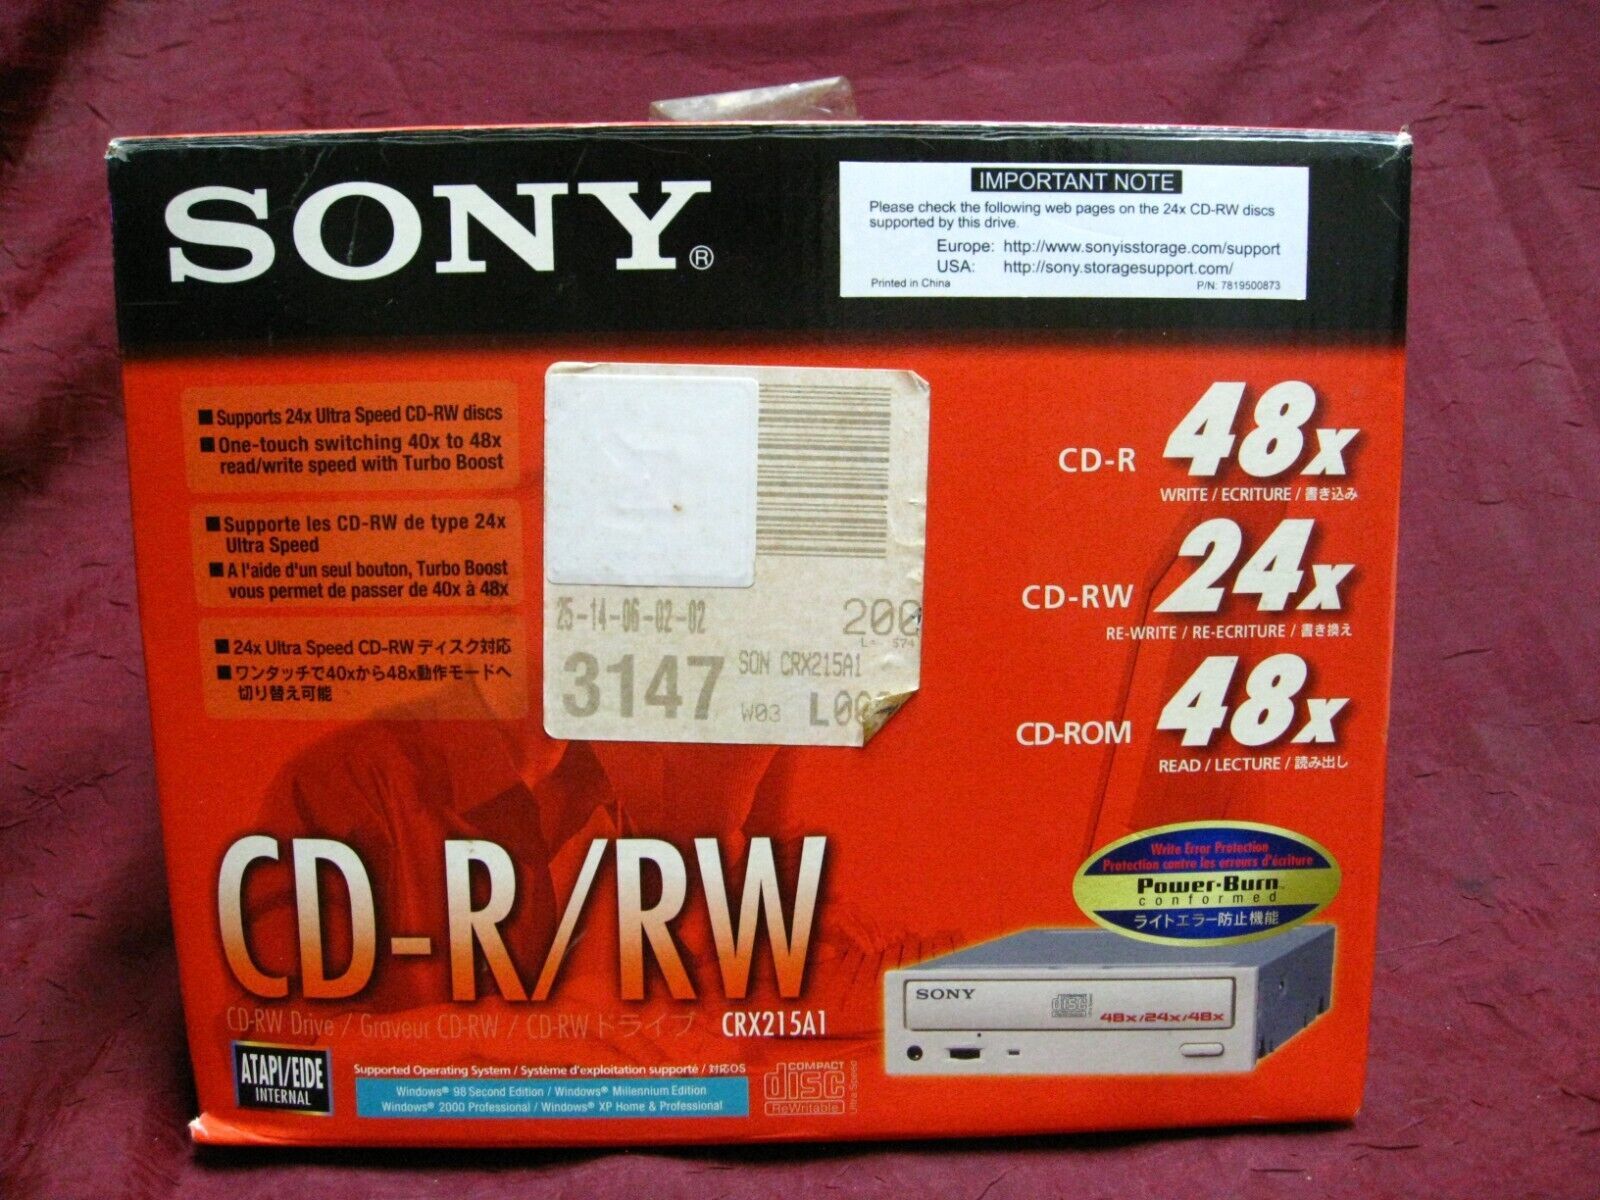 SONY®
IMPORTANT NOTE
Please check the following web pages on the 24x CD-RW discs
supported by this drive.
Europe: http://www.sonyisstorage.com/support
USA: http://sony.storagesupport.com/
Printed in China
P/N: 7819500873
■ Supports 24x Ultra Speed CD-RW discs
■ One-touch switching 40x to 48x
read/write speed with Turbo Boost
■ Supporte les CD-RW de type 24x
Ultra Speed
■ A l'aide d'un seul bouton, Turbo Boost
vous permet de passer de 40x à 48x
■ 24x Ultra Speed CD-RW ディスク対応
■ ワンタッチで40xから48x動作モードへ
切り替え可能
25-14-06-02-02
200
L- 574
3147
SON CRX215A1
W03
CD-R 48x
WRITE / ECRITURE / 書き込み
CD-RW 24x
RE-WRITE / RE-ECRITURE / 書き換え
CD-ROM 48x
READ / LECTURE / 読み出し
Write Error Protection
Protection contre les erreurs d'écriture
Power-Burn™
conformed
ライトエラー防止機能
CD-R/RW
CD-RW Drive / Graveur CD-RW / CD-RW ドライブ CRX215A1
SONY
disc
48x/24x/48x
ATAPI/EIDE
INTERNAL
Supported Operating System / Système d'exploitation supporté / 対応OS
Windows® 98 Second Edition / Windows® Millennium Edition
Windows® 2000 Professional / Windows® XP Home & Professional
COMPACT
disc
ReWritable
Ultra Speed